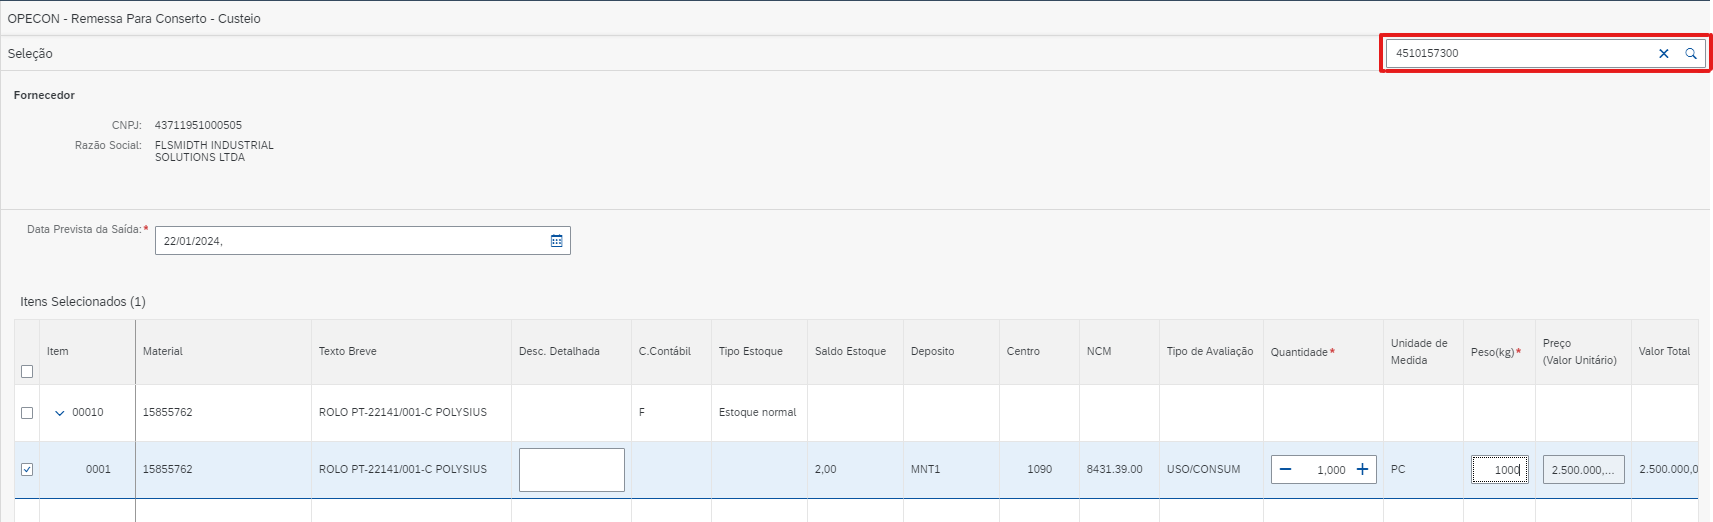 OPECON - Remessa Para Conserto - Custeio
Seleção
4510157300
Fornecedor
CNPJ: 43711951000505
Razão Social: FLSMIDTH INDUSTRIAL
SOLUTIONS LTDA
Data Prevista da Saída:* 22/01/2024,
Itens Selecionados (1)
Item Material Texto Breve Desc. Detalhada C.Contábil Tipo Estoque Saldo Estoque Deposito Centro NCM Tipo de Avaliação Quantidade* Unidade de Medida Peso(kg)* Preço (Valor Unitário) Valor Total
00010 15855762 ROLO PT-22141/001-C POLYSIUS F Estoque normal
0001 15855762 ROLO PT-22141/001-C POLYSIUS 2,00 MNT1 1090 8431.39.00 USO/CONSUM 1,000 PC 1000 2.500.000,... 2.500.000,0